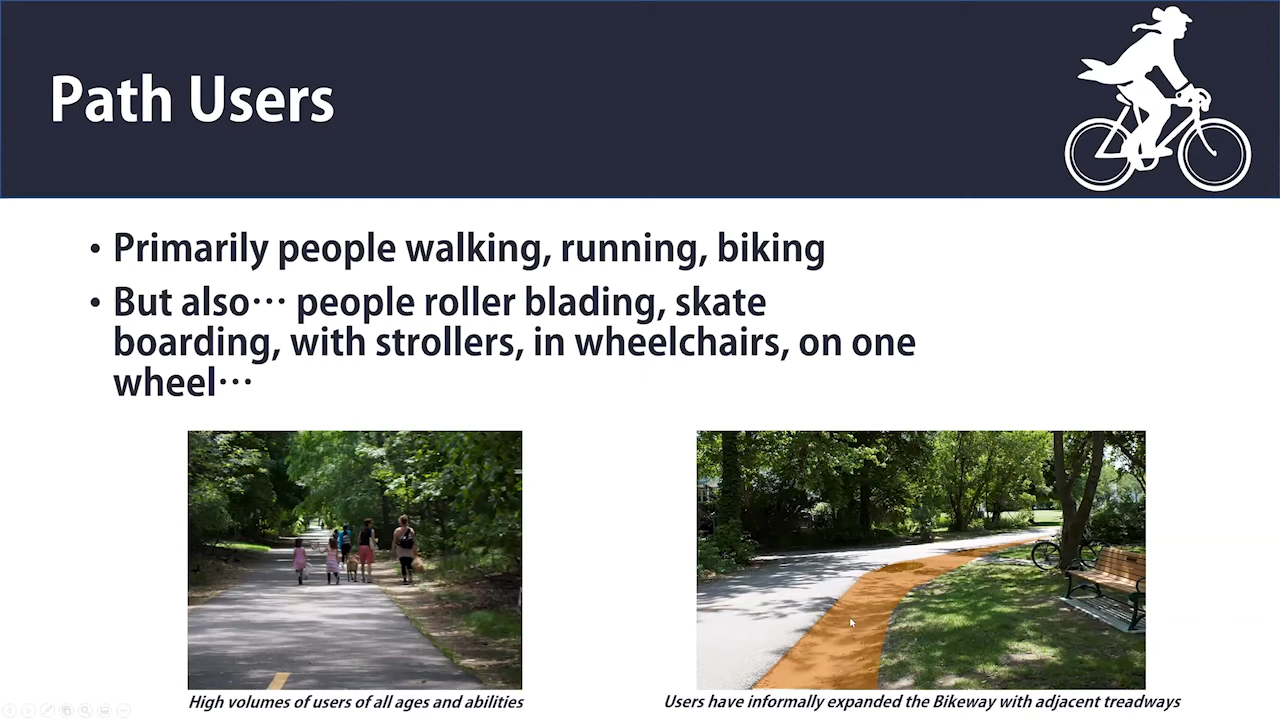 Path Users
• Primarily people walking, running, biking
• But also… people roller blading, skate
boarding, with strollers, in wheelchairs, on one
wheel…
High volumes of users of all ages and abilities
Users have informally expanded the Bikeway with adjacent treadways